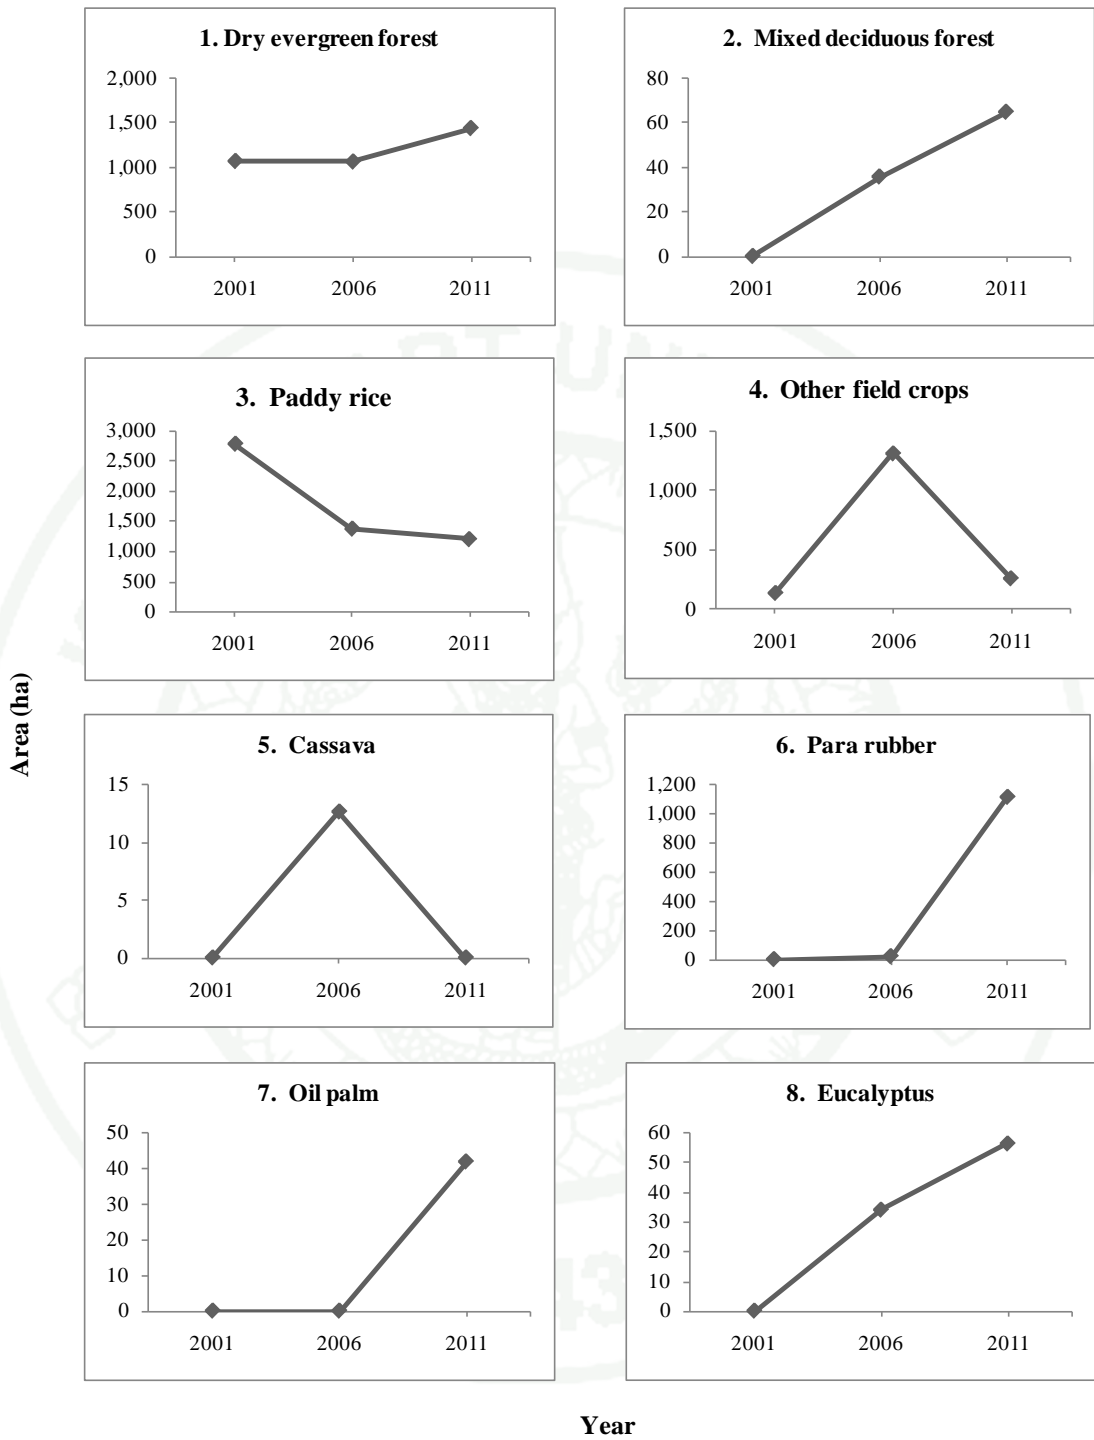 1. Dry evergreen forest
2,000
1,500
1,000
500
0
2001 2006 2011
2. Mixed deciduous forest
80
60
40
20
0
2001 2006 2011
3. Paddy rice
3,000
2,500
2,000
1,500
1,000
500
0
2001 2006 2011
4. Other field crops
1,500
1,000
500
0
2001 2006 2011
Area (ha)
5. Cassava
15
10
5
0
2001 2006 2011
6. Para rubber
1,200
1,000
800
600
400
200
0
2001 2006 2011
7. Oil palm
50
40
30
20
10
0
2001 2006 2011
8. Eucalyptus
60
50
40
30
20
10
0
2001 2006 2011
Year